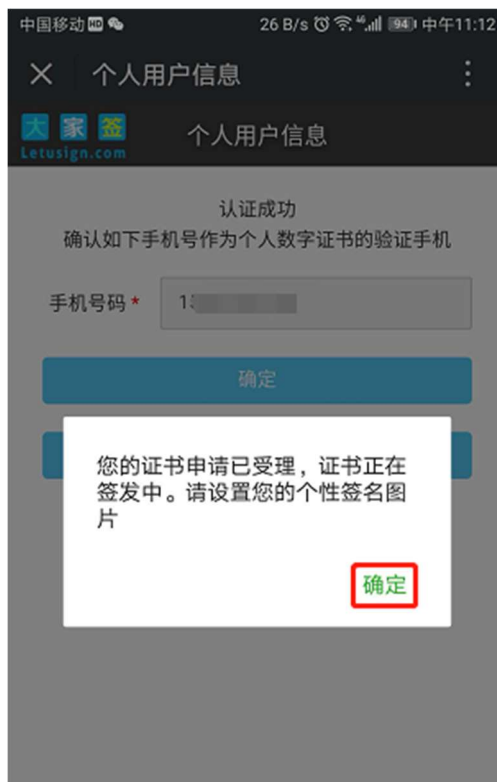 中国移动 HD 26 B/s 46 94 中午11:12
个人用户信息
大家签 个人用户信息
Letusign.com
认证成功
确认如下手机号作为个人数字证书的验证手机
手机号码 * 1
确定
您的证书申请已受理，证书正在
签发中。请设置您的个性签名图
片
确定